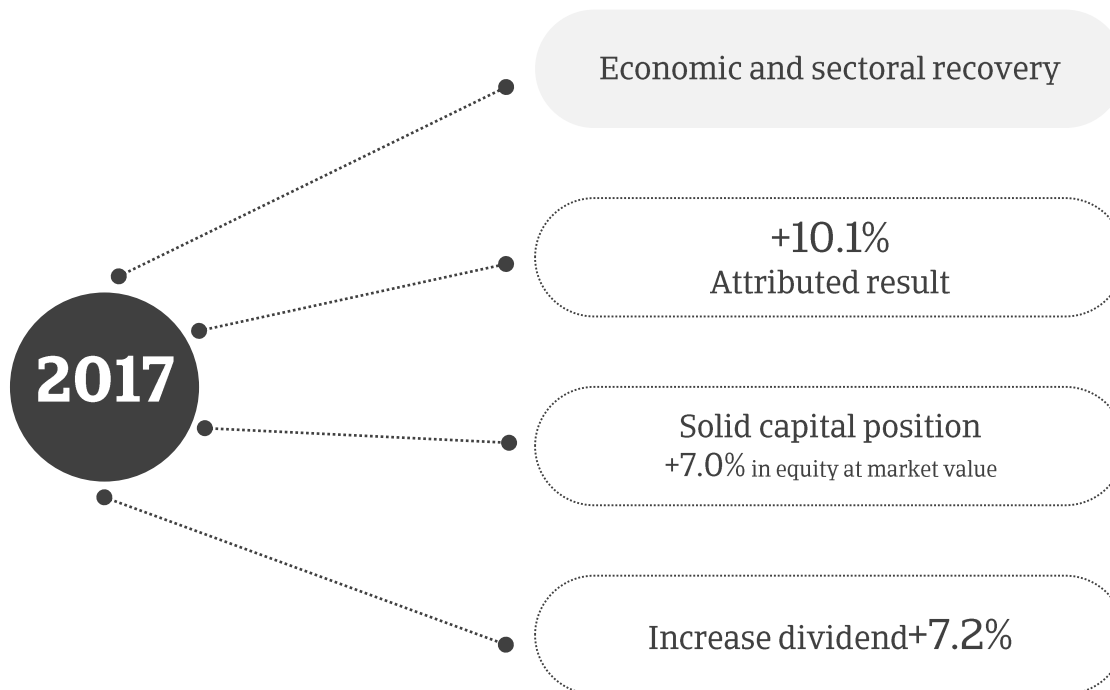 Economic and sectoral recovery
+10.1%
Attributed result
2017
Solid capital position
+7.0% in equity at market value
Increase dividend+7.2%